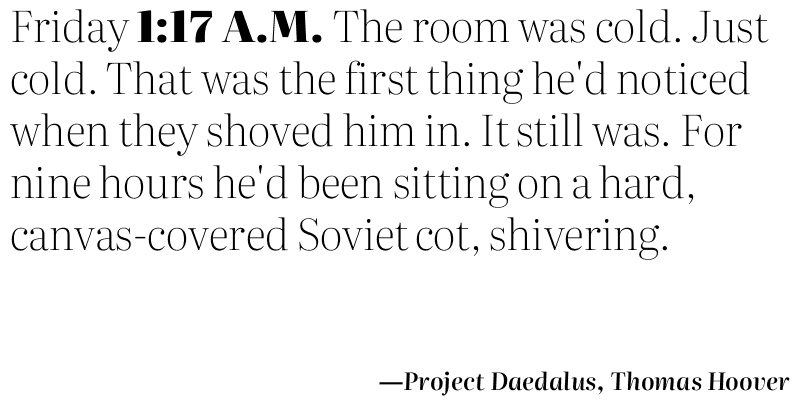 Friday 1:17 A.M. The room was cold. Just
cold. That was the first thing he'd noticed
when they shoved him in. It still was. For
nine hours he'd been sitting on a hard,
canvas-covered Soviet cot, shivering.
—Project Daedalus, Thomas Hoover